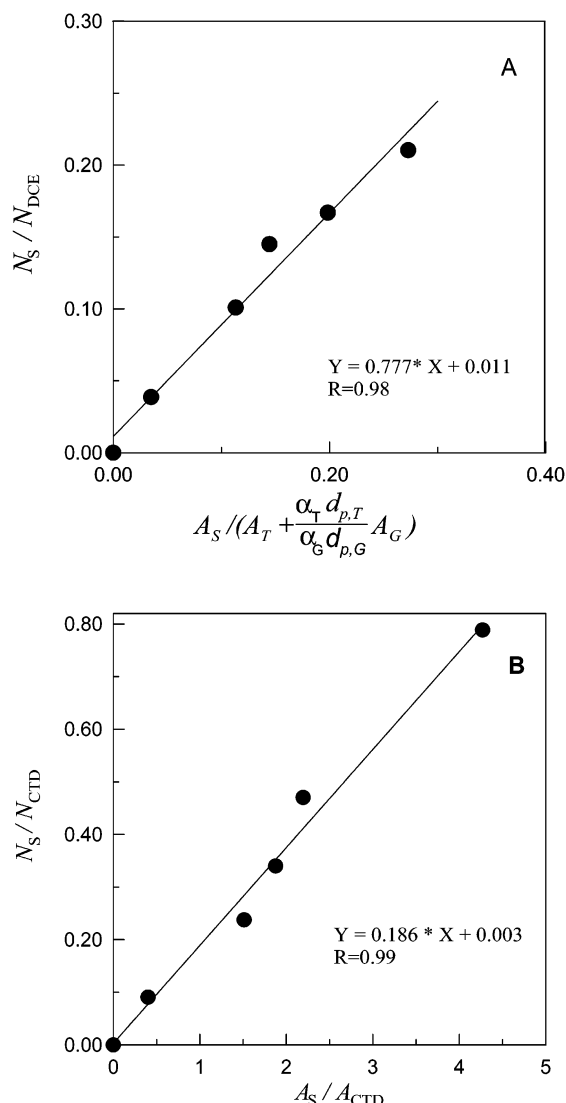 0.30
A
0.20
N_S / N_DCE
0.10
Y = 0.777* X + 0.011
R=0.98
0.00
0.00 0.20 0.40
A_S /(A_T + α_T d_p,T / α_G d_p,G A_G )
0.80
B
0.60
N_S / N_CTD
0.40
Y = 0.186 * X + 0.003
0.20
R=0.99
0.00
0 1 2 3 4 5
A_S / A_CTD